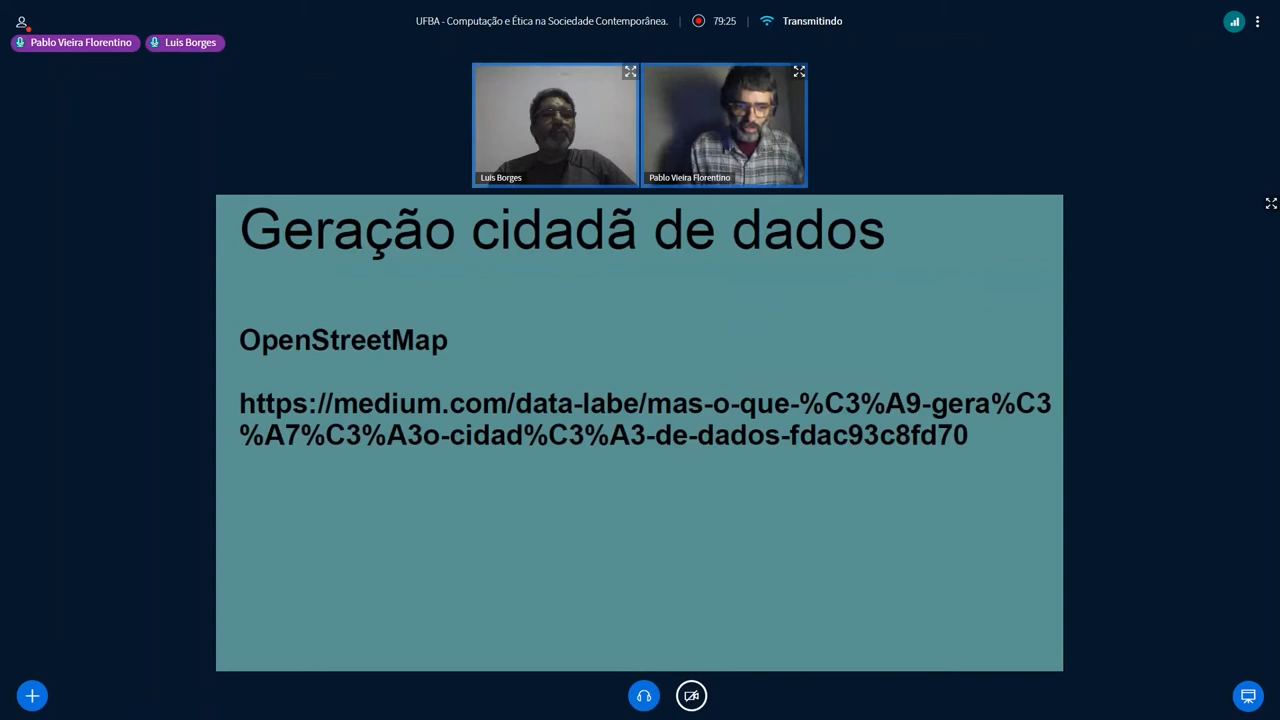 UFBA - Computação e Ética na Sociedade Contemporânea.
79:25
Transmitindo
Pablo Vieira Florentino
Luis Borges
Luis Borges
Pablo Vieira Florentino
Geração cidadã de dados
OpenStreetMap
https://medium.com/data-labe/mas-o-que-%C3%A9-gera%C3
%A7%C3%A3o-cidad%C3%A3-de-dados-fdac93c8fd70